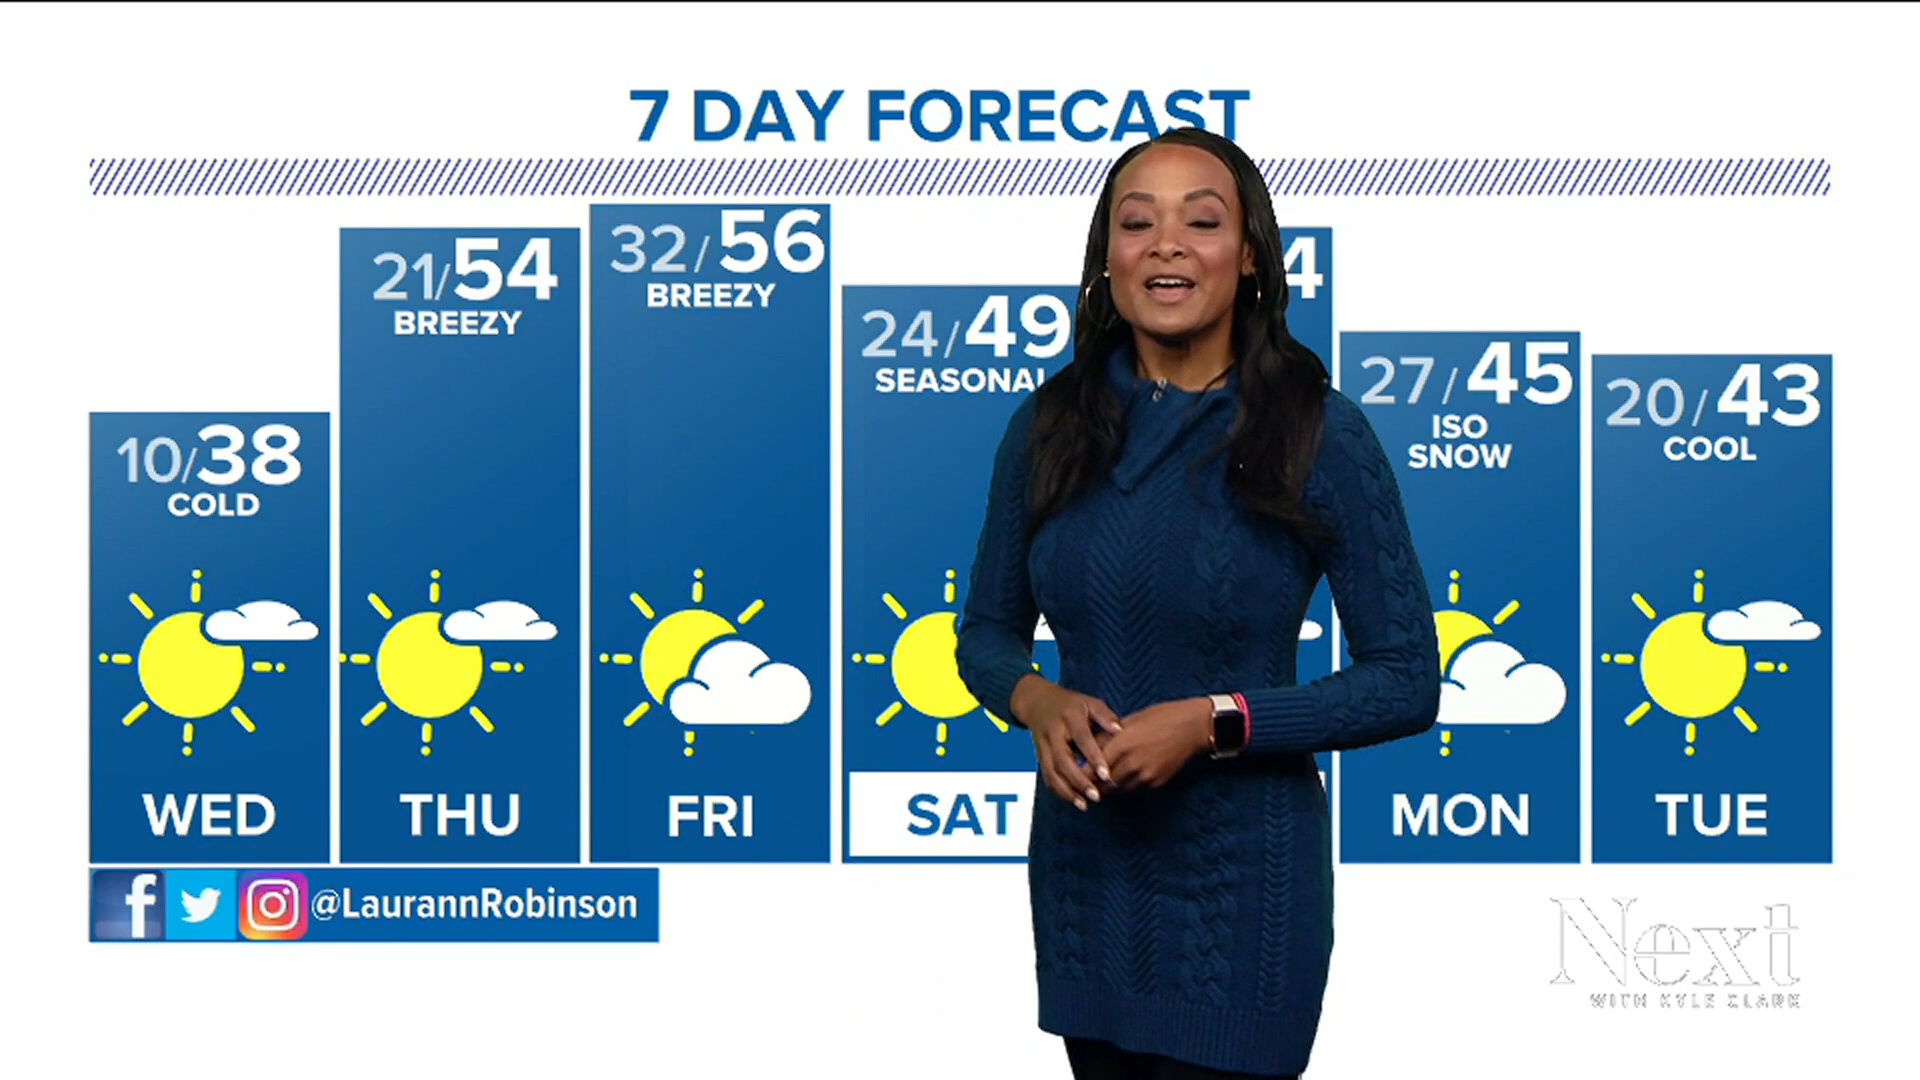 7 DAY FORECAST
10/38
COLD
WED
21/54
BREEZY
THU
32/56
BREEZY
FRI
24/49
SEASONAL
SAT
4
27/45
ISO
SNOW
MON
20/43
COOL
TUE
@LaurannRobinson
Next
WITH KYLE CLARK